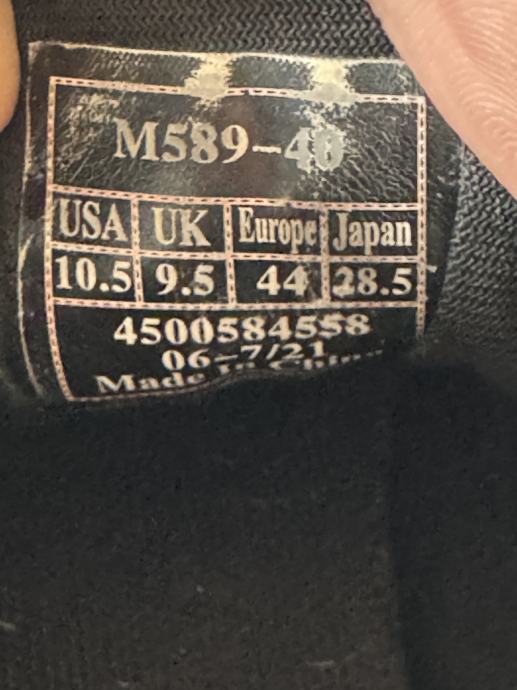 M589-40
USA UK Europe Japan
10.5 9.5 44 28.5
4500584558
06-7/21
Made In China